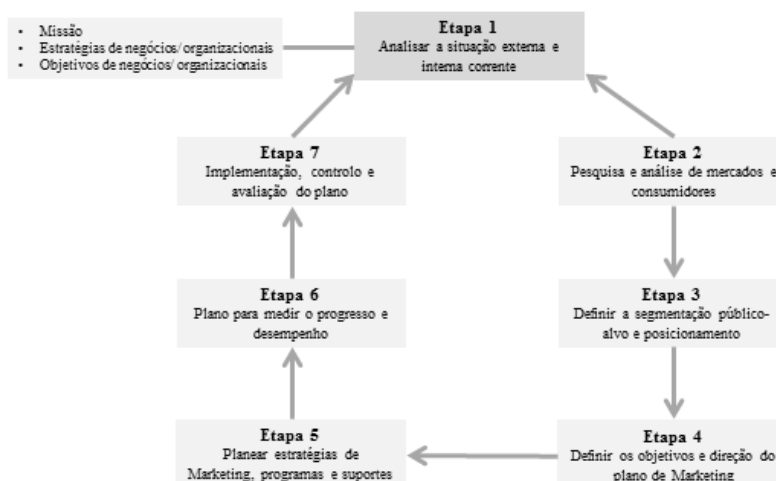 • Missão
• Estratégias de negócios/ organizacionais
• Objetivos de negócios/ organizacionais
Etapa 1
Analisar a situação externa e
interna corrente
Etapa 7
Implementação, controlo e
avaliação do plano
Etapa 2
Pesquisa e análise de mercados e
consumidores
Etapa 6
Plano para medir o progresso e
desempenho
Etapa 3
Definir a segmentação público-
alvo e posicionamento
Etapa 5
Planear estratégias de
Marketing, programas e suportes
Etapa 4
Definir os objetivos e direção do
plano de Marketing